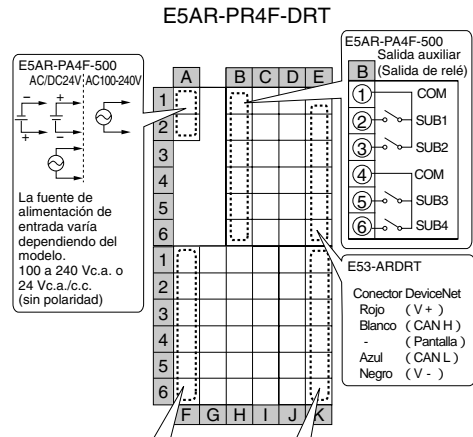 E5AR-PR4F-DRT
E5AR-PA4F-500
AC/DC24V AC100-240V
La fuente de
alimentación de
entrada varía
dependiendo del
modelo.
100 a 240 Vc.a. o
24 Vc.a./c.c.
(sin polaridad)
A B C D E
1
2
3
4
5
6
1
2
3
4
5
6
F G H I J K
E5AR-PA4F-500
Salida auxiliar
B (Salida de relé)
1 COM
2 SUB1
3 SUB2
4 COM
5 SUB3
6 SUB4
E53-ARDRT
Conector DeviceNet
Rojo ( V + )
Blanco ( CAN H )
- ( Pantalla )
Azul ( CAN L )
Negro ( V - )